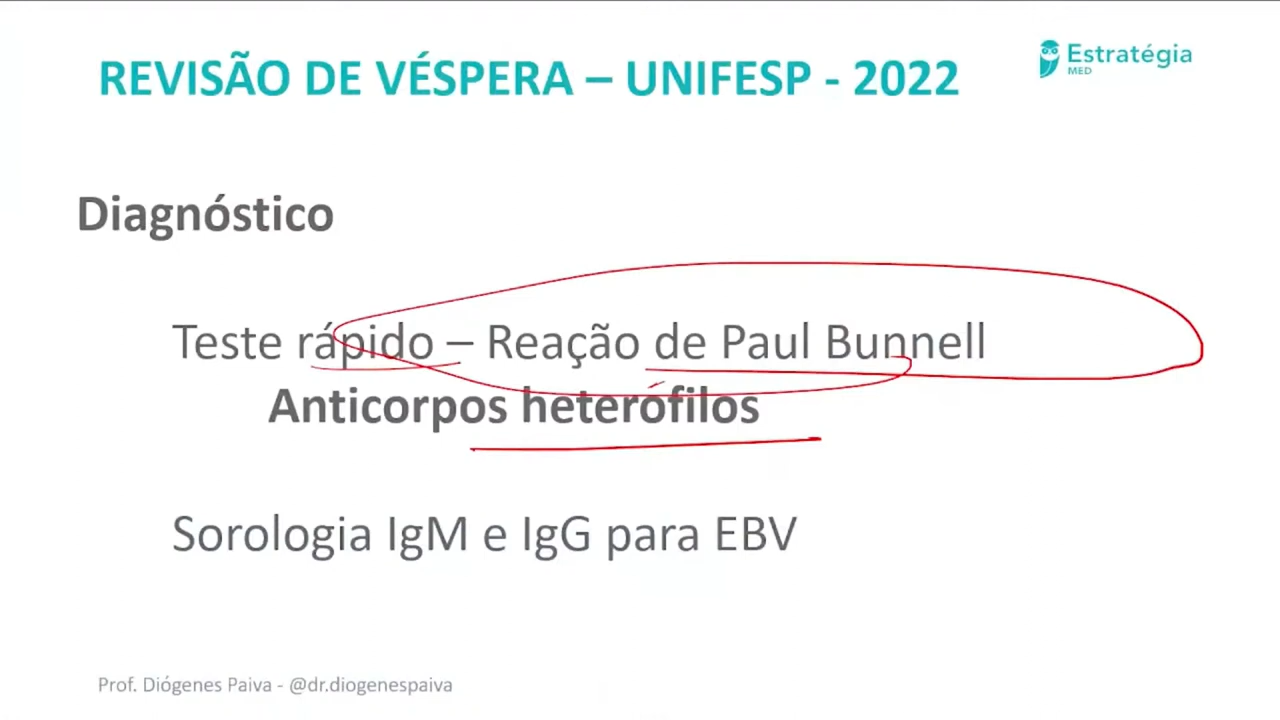 REVISÃO DE VÉSPERA – UNIFESP - 2022
Estratégia
MED
Diagnóstico
Teste rápido – Reação de Paul Bunnell
Anticorpos heterófilos
Sorologia IgM e IgG para EBV
Prof. Diógenes Paiva - @dr.diogenespaiva